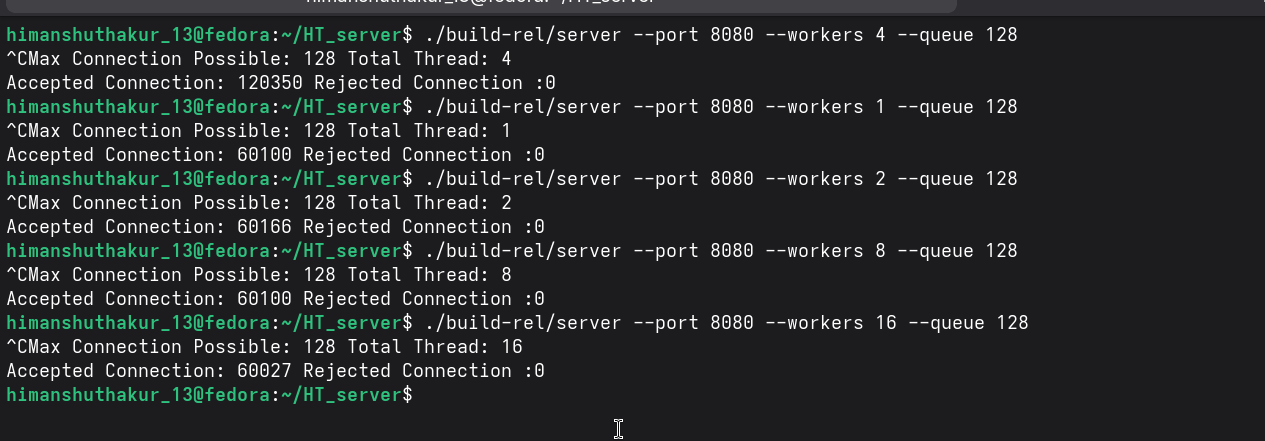 himanshuthakur_13@fedora:~/HT_server
himanshuthakur_13@fedora:~/HT_server$ ./build-rel/server --port 8080 --workers 4 --queue 128
^CMax Connection Possible: 128 Total Thread: 4
Accepted Connection: 120350 Rejected Connection :0
himanshuthakur_13@fedora:~/HT_server$ ./build-rel/server --port 8080 --workers 1 --queue 128
^CMax Connection Possible: 128 Total Thread: 1
Accepted Connection: 60100 Rejected Connection :0
himanshuthakur_13@fedora:~/HT_server$ ./build-rel/server --port 8080 --workers 2 --queue 128
^CMax Connection Possible: 128 Total Thread: 2
Accepted Connection: 60166 Rejected Connection :0
himanshuthakur_13@fedora:~/HT_server$ ./build-rel/server --port 8080 --workers 8 --queue 128
^CMax Connection Possible: 128 Total Thread: 8
Accepted Connection: 60100 Rejected Connection :0
himanshuthakur_13@fedora:~/HT_server$ ./build-rel/server --port 8080 --workers 16 --queue 128
^CMax Connection Possible: 128 Total Thread: 16
Accepted Connection: 60027 Rejected Connection :0
himanshuthakur_13@fedora:~/HT_server$